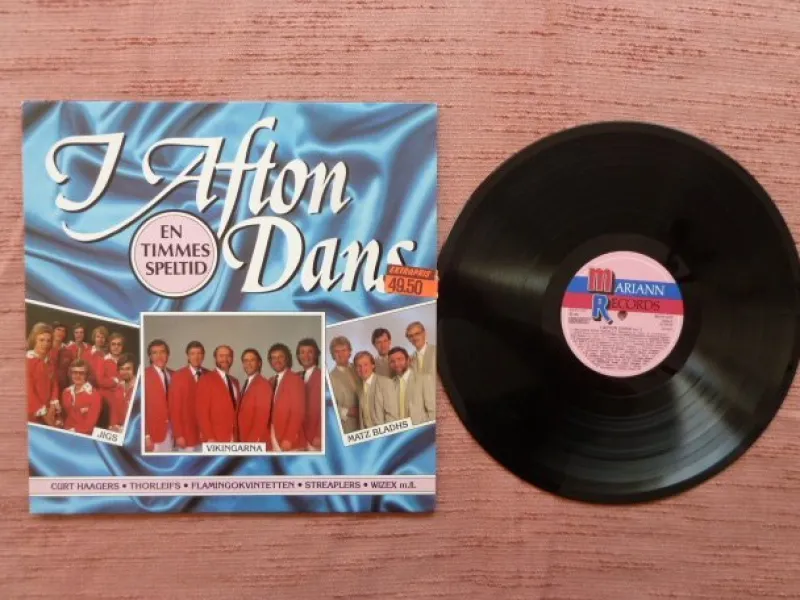 I Afton
Dans
EN
TIMMES
SPELTID
EXTRAPRIS
49.50
JIGS
VIKINGARNA
MATZ BLADHS
CURT HAAGERS • THORLEIFS • FLAMINGOKVINTETTEN • STREAPLERS • WIZEX m.fl.
MARIANN
RECORDS